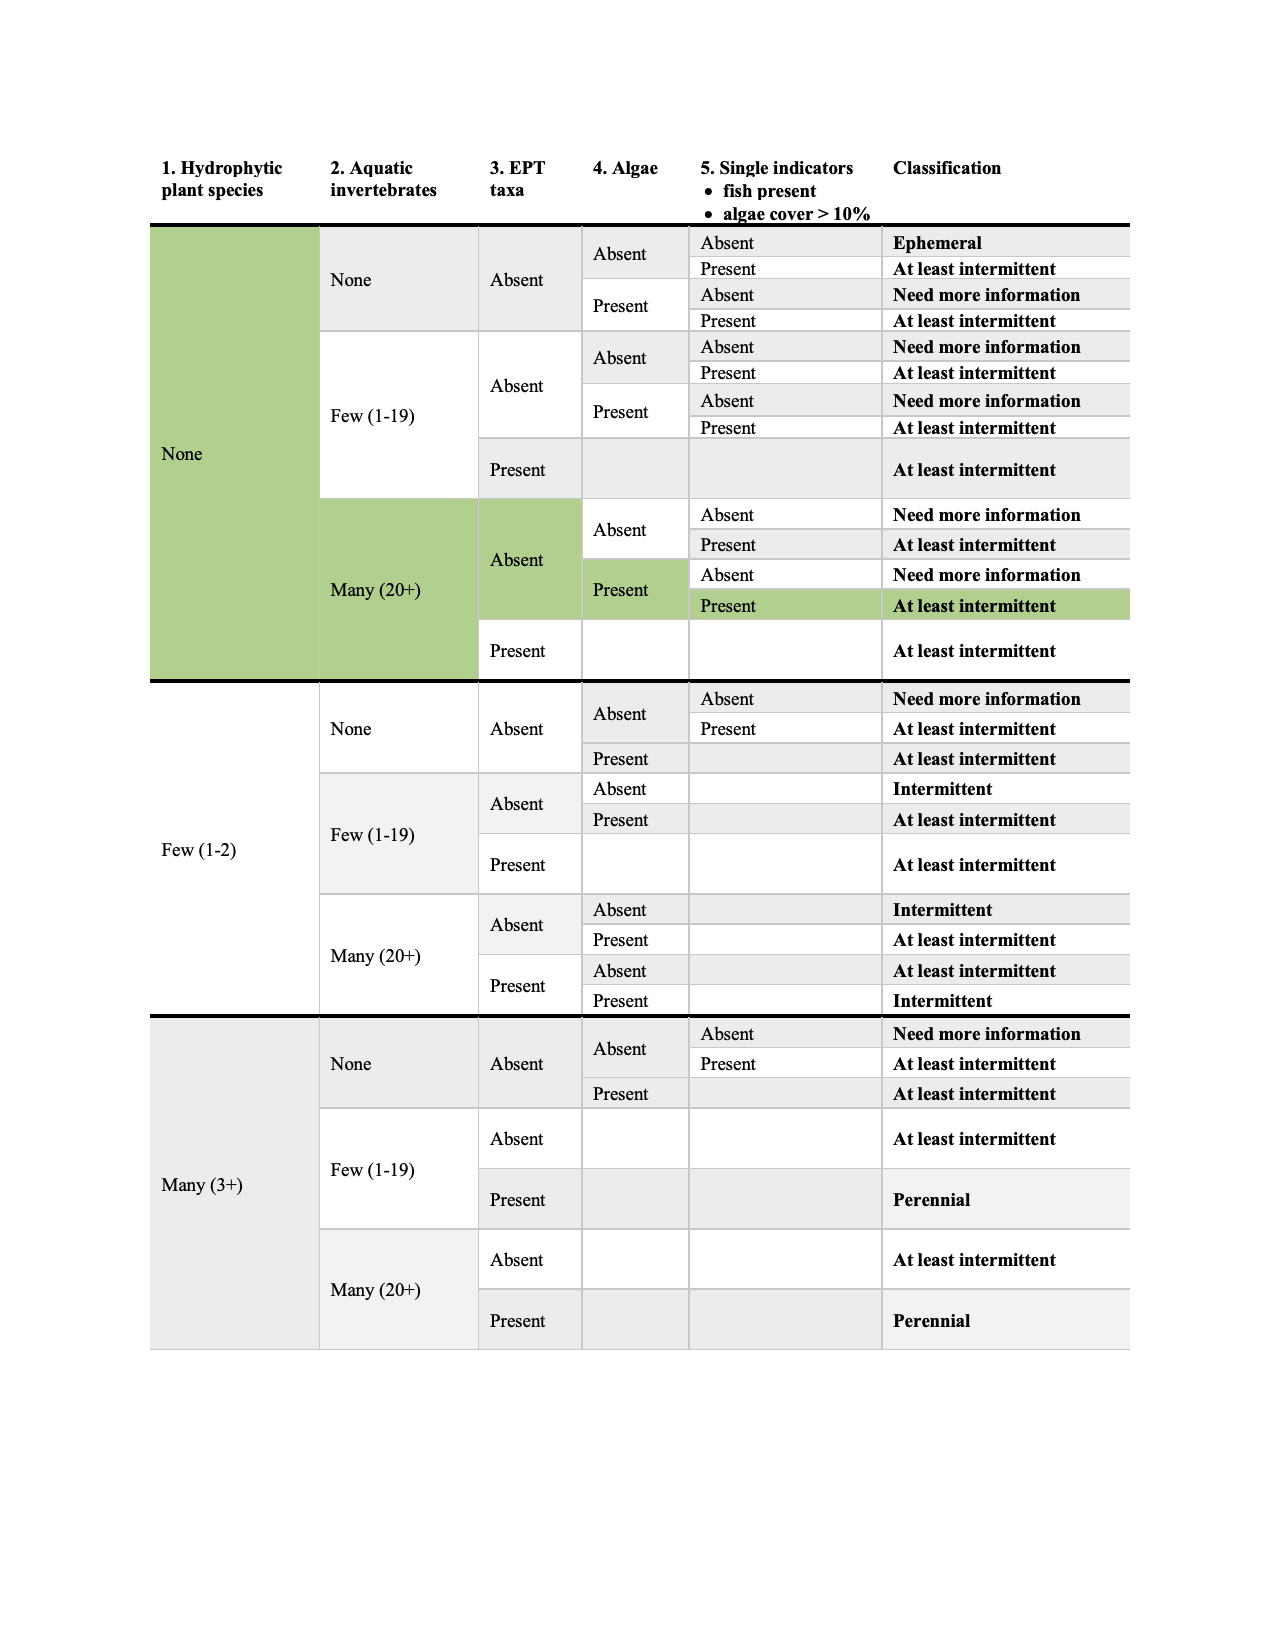 1. Hydrophytic plant species
2. Aquatic invertebrates
3. EPT taxa
4. Algae
5. Single indicators
• fish present
• algae cover > 10%
Classification
None
None
Absent
Absent
Absent
Ephemeral
Present
At least intermittent
Present
Absent
Need more information
Present
At least intermittent
Few (1-19)
Absent
Absent
Absent
Need more information
Present
At least intermittent
Present
Absent
Need more information
Present
At least intermittent
Present
At least intermittent
Many (20+)
Absent
Absent
Absent
Need more information
Present
At least intermittent
Present
Absent
Need more information
Present
At least intermittent
Present
At least intermittent
Few (1-2)
None
Absent
Absent
Absent
Need more information
Present
At least intermittent
Present
At least intermittent
Few (1-19)
Absent
Absent
Intermittent
Present
At least intermittent
Present
At least intermittent
Many (20+)
Absent
Absent
Intermittent
Present
At least intermittent
Present
Absent
At least intermittent
Present
Intermittent
Many (3+)
None
Absent
Absent
Absent
Need more information
Present
At least intermittent
Present
At least intermittent
Few (1-19)
Absent
At least intermittent
Present
Perennial
Many (20+)
Absent
At least intermittent
Present
Perennial